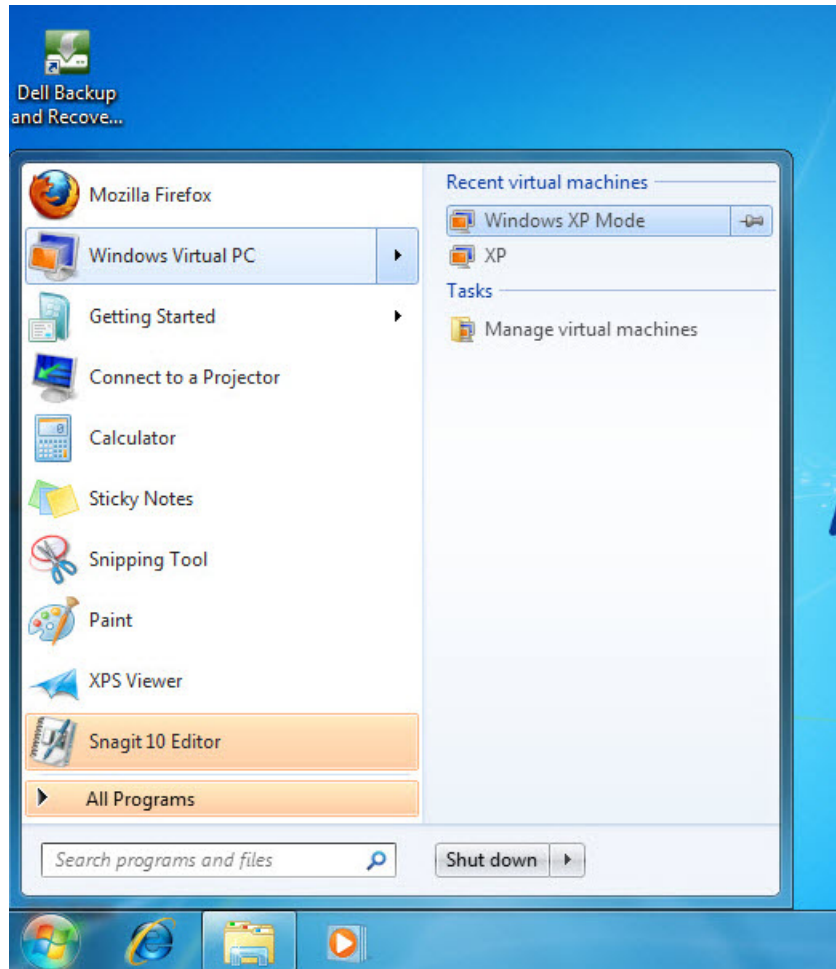 Dell Backup
and Recove...
Mozilla Firefox
Windows Virtual PC
Getting Started
Connect to a Projector
Calculator
Sticky Notes
Snipping Tool
Paint
XPS Viewer
Snagit 10 Editor
All Programs
Search programs and files
Recent virtual machines
Windows XP Mode
XP
Tasks
Manage virtual machines
Shut down